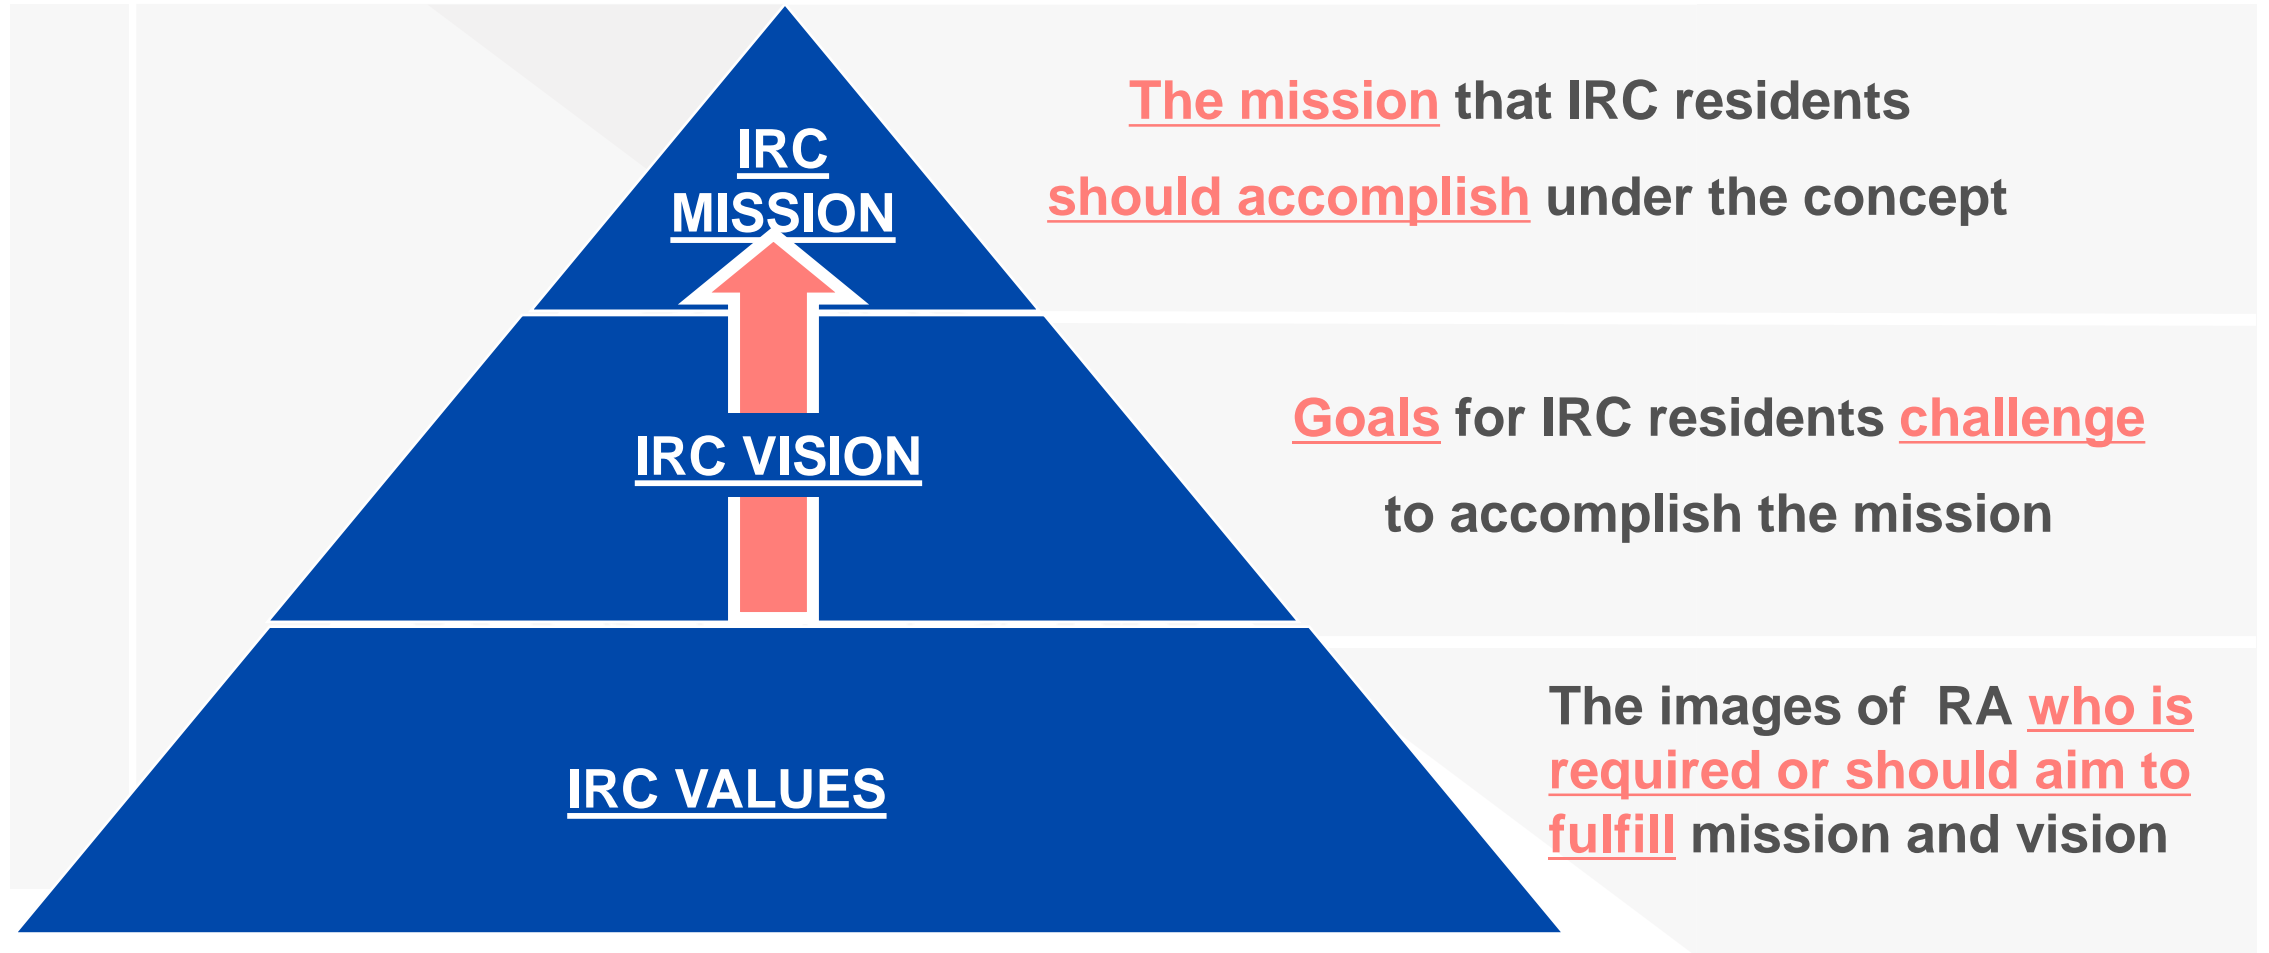 IRC
MISSION
The mission that IRC residents
should accomplish under the concept
IRC VISION
Goals for IRC residents challenge
to accomplish the mission
IRC VALUES
The images of  RA who is
required or should aim to
fulfill mission and vision